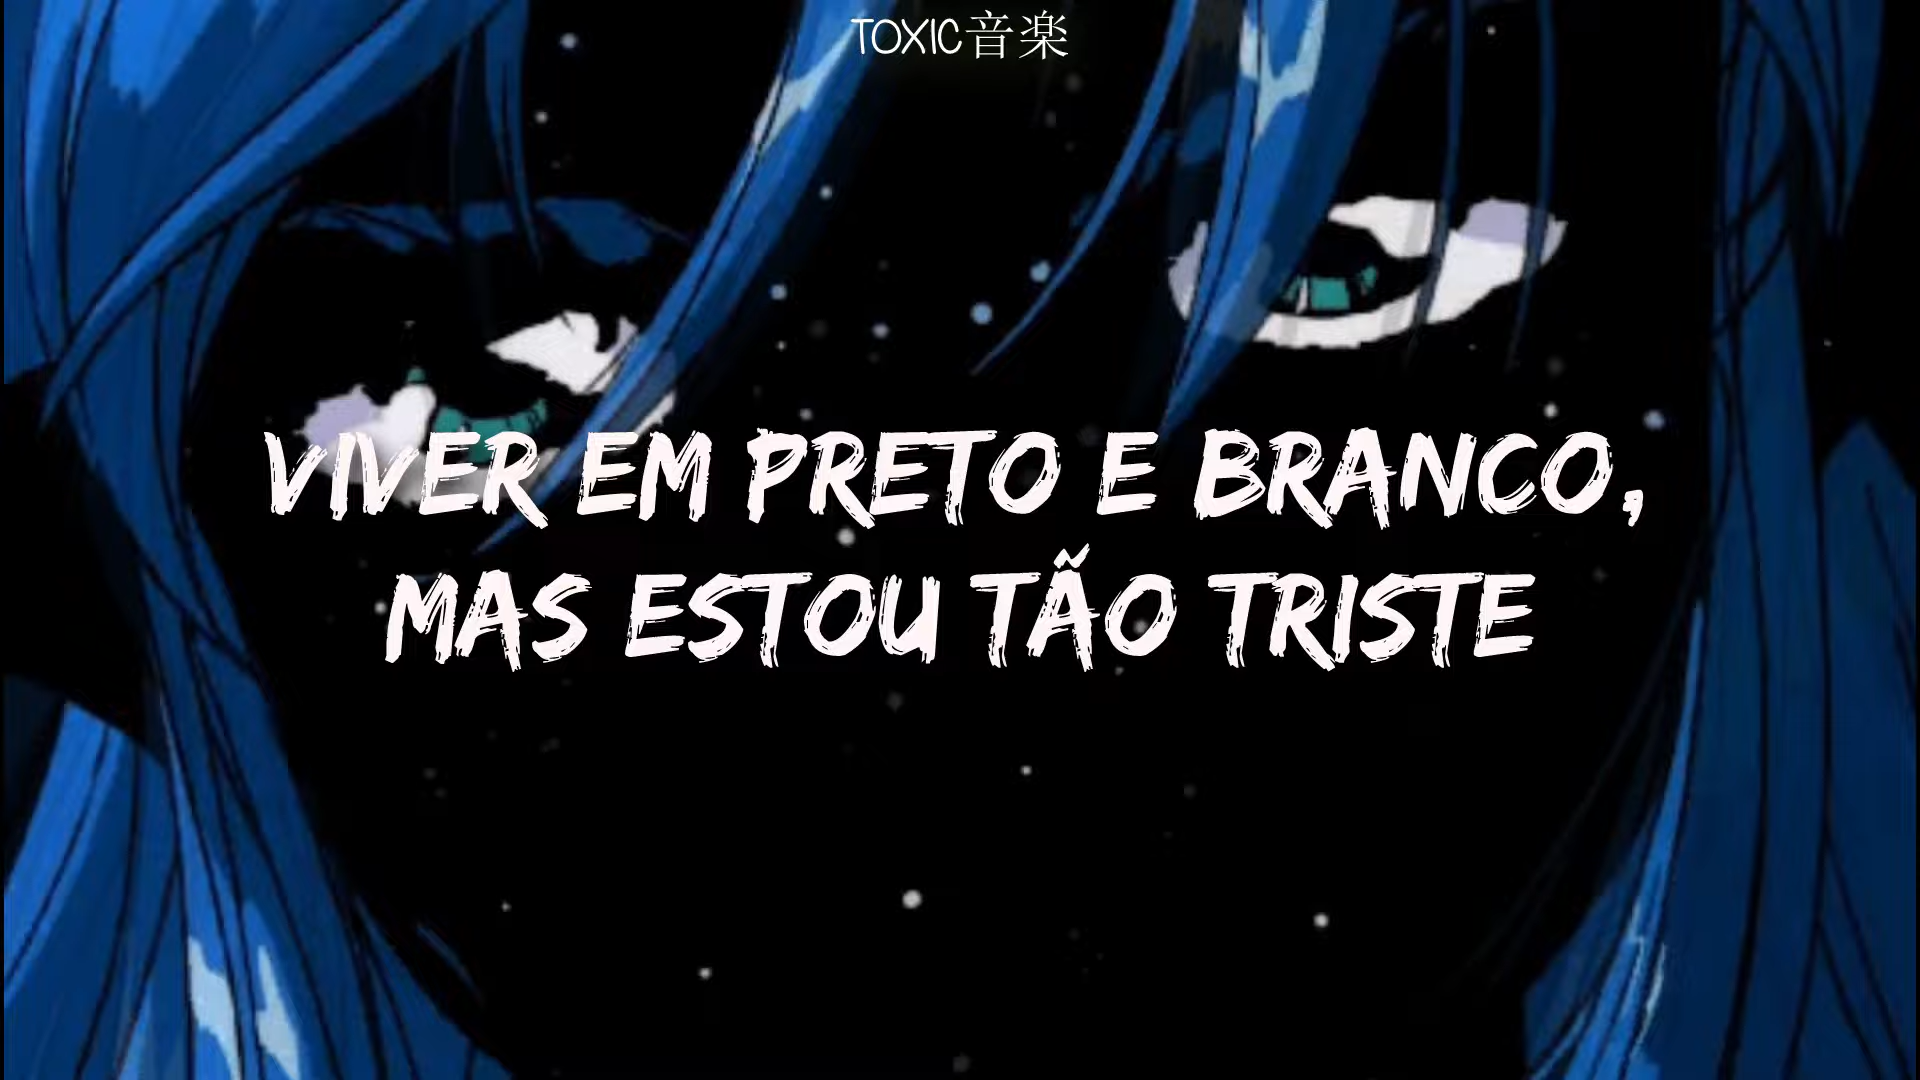 TOXIC音楽
VIVER EM PRETO E BRANCO,
MAS ESTOU TÃO TRISTE